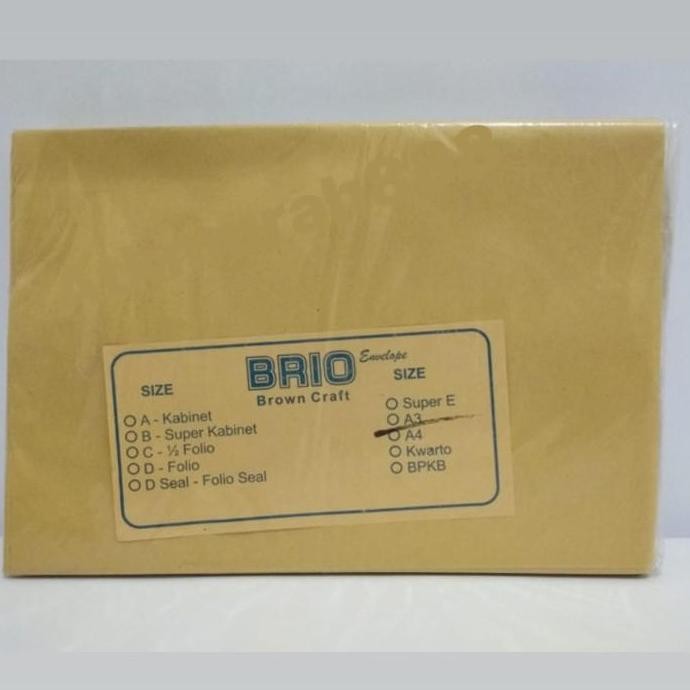 BRIO Envelope
Brown Craft
SIZE
A - Kabinet
B - Super Kabinet
C - ½ Folio
D - Folio
D Seal - Folio Seal
SIZE
Super E
A3
A4
Kwarto
BPKB